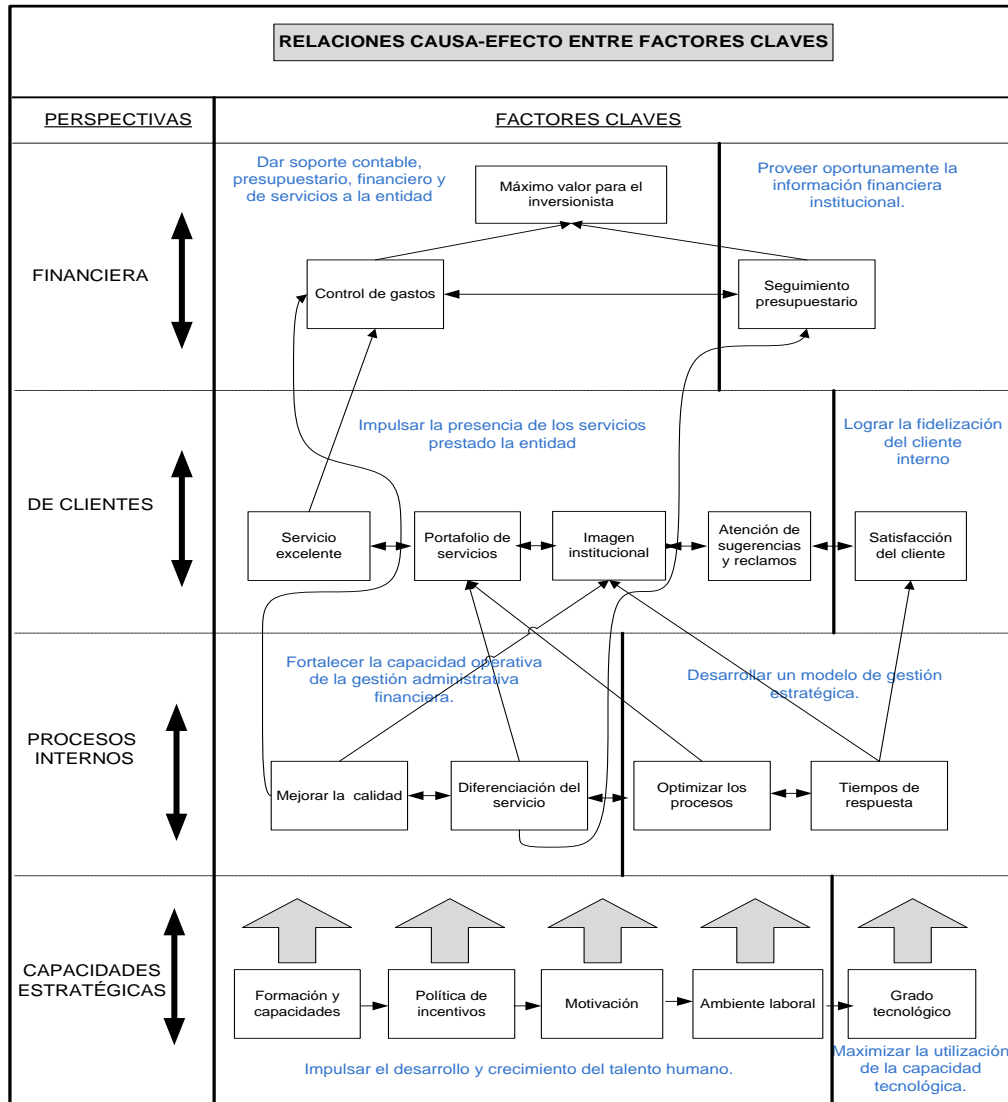 RELACIONES CAUSA-EFECTO ENTRE FACTORES CLAVES
PERSPECTIVAS
FACTORES CLAVES
FINANCIERA
Dar soporte contable,
presupuestario, financiero y
de servicios a la entidad
Máximo valor para el
inversionista
Proveer oportunamente la
información financiera
institucional.
Control de gastos
Seguimiento
presupuestario
DE CLIENTES
Impulsar la presencia de los servicios
prestado la entidad
Lograr la fidelización
del cliente
interno
Servicio
excelente
Portafolio de
servicios
Imagen
institucional
Atención de
sugerencias
y reclamos
Satisfacción
del cliente
PROCESOS
INTERNOS
Fortalecer la capacidad operativa
de la gestión administrativa
financiera.
Desarrollar un modelo de gestión
estratégica.
Mejorar la calidad
Diferenciación del
servicio
Optimizar los
procesos
Tiempos de
respuesta
CAPACIDADES
ESTRATÉGICAS
Formación y
capacidades
Política de
incentivos
Motivación
Ambiente laboral
Grado
tecnológico
Impulsar el desarrollo y crecimiento del talento humano.
Maximizar la utilización
de la capacidad
tecnológica.